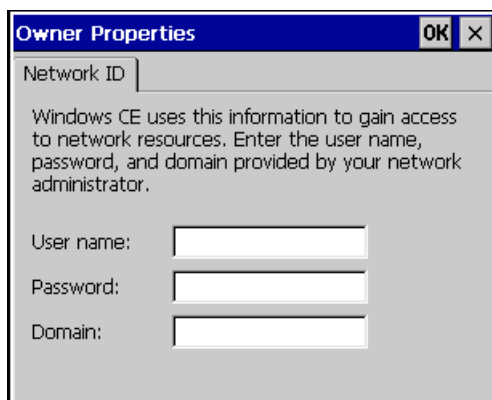 Owner Properties OK ×
Network ID
Windows CE uses this information to gain access
to network resources. Enter the user name,
password, and domain provided by your network
administrator.
User name:
Password:
Domain: